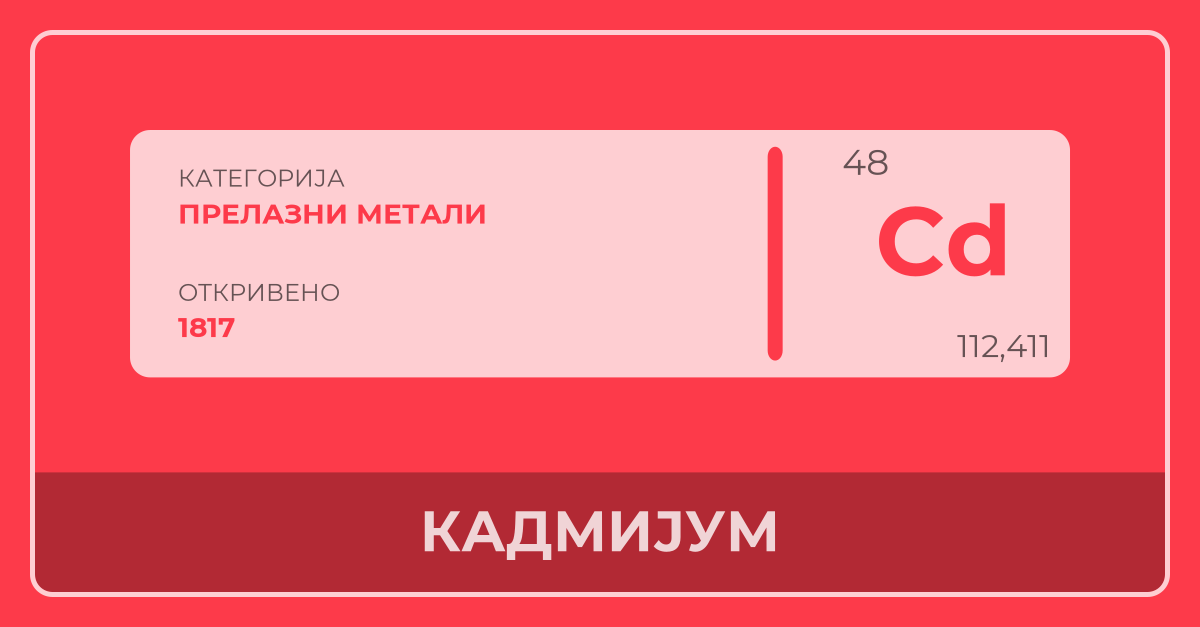 КАТЕГОРИЈА
ПРЕЛАЗНИ МЕТАЛИ
ОТКРИВЕНО
1817
48
Cd
112,411
КАДМИЈУМ